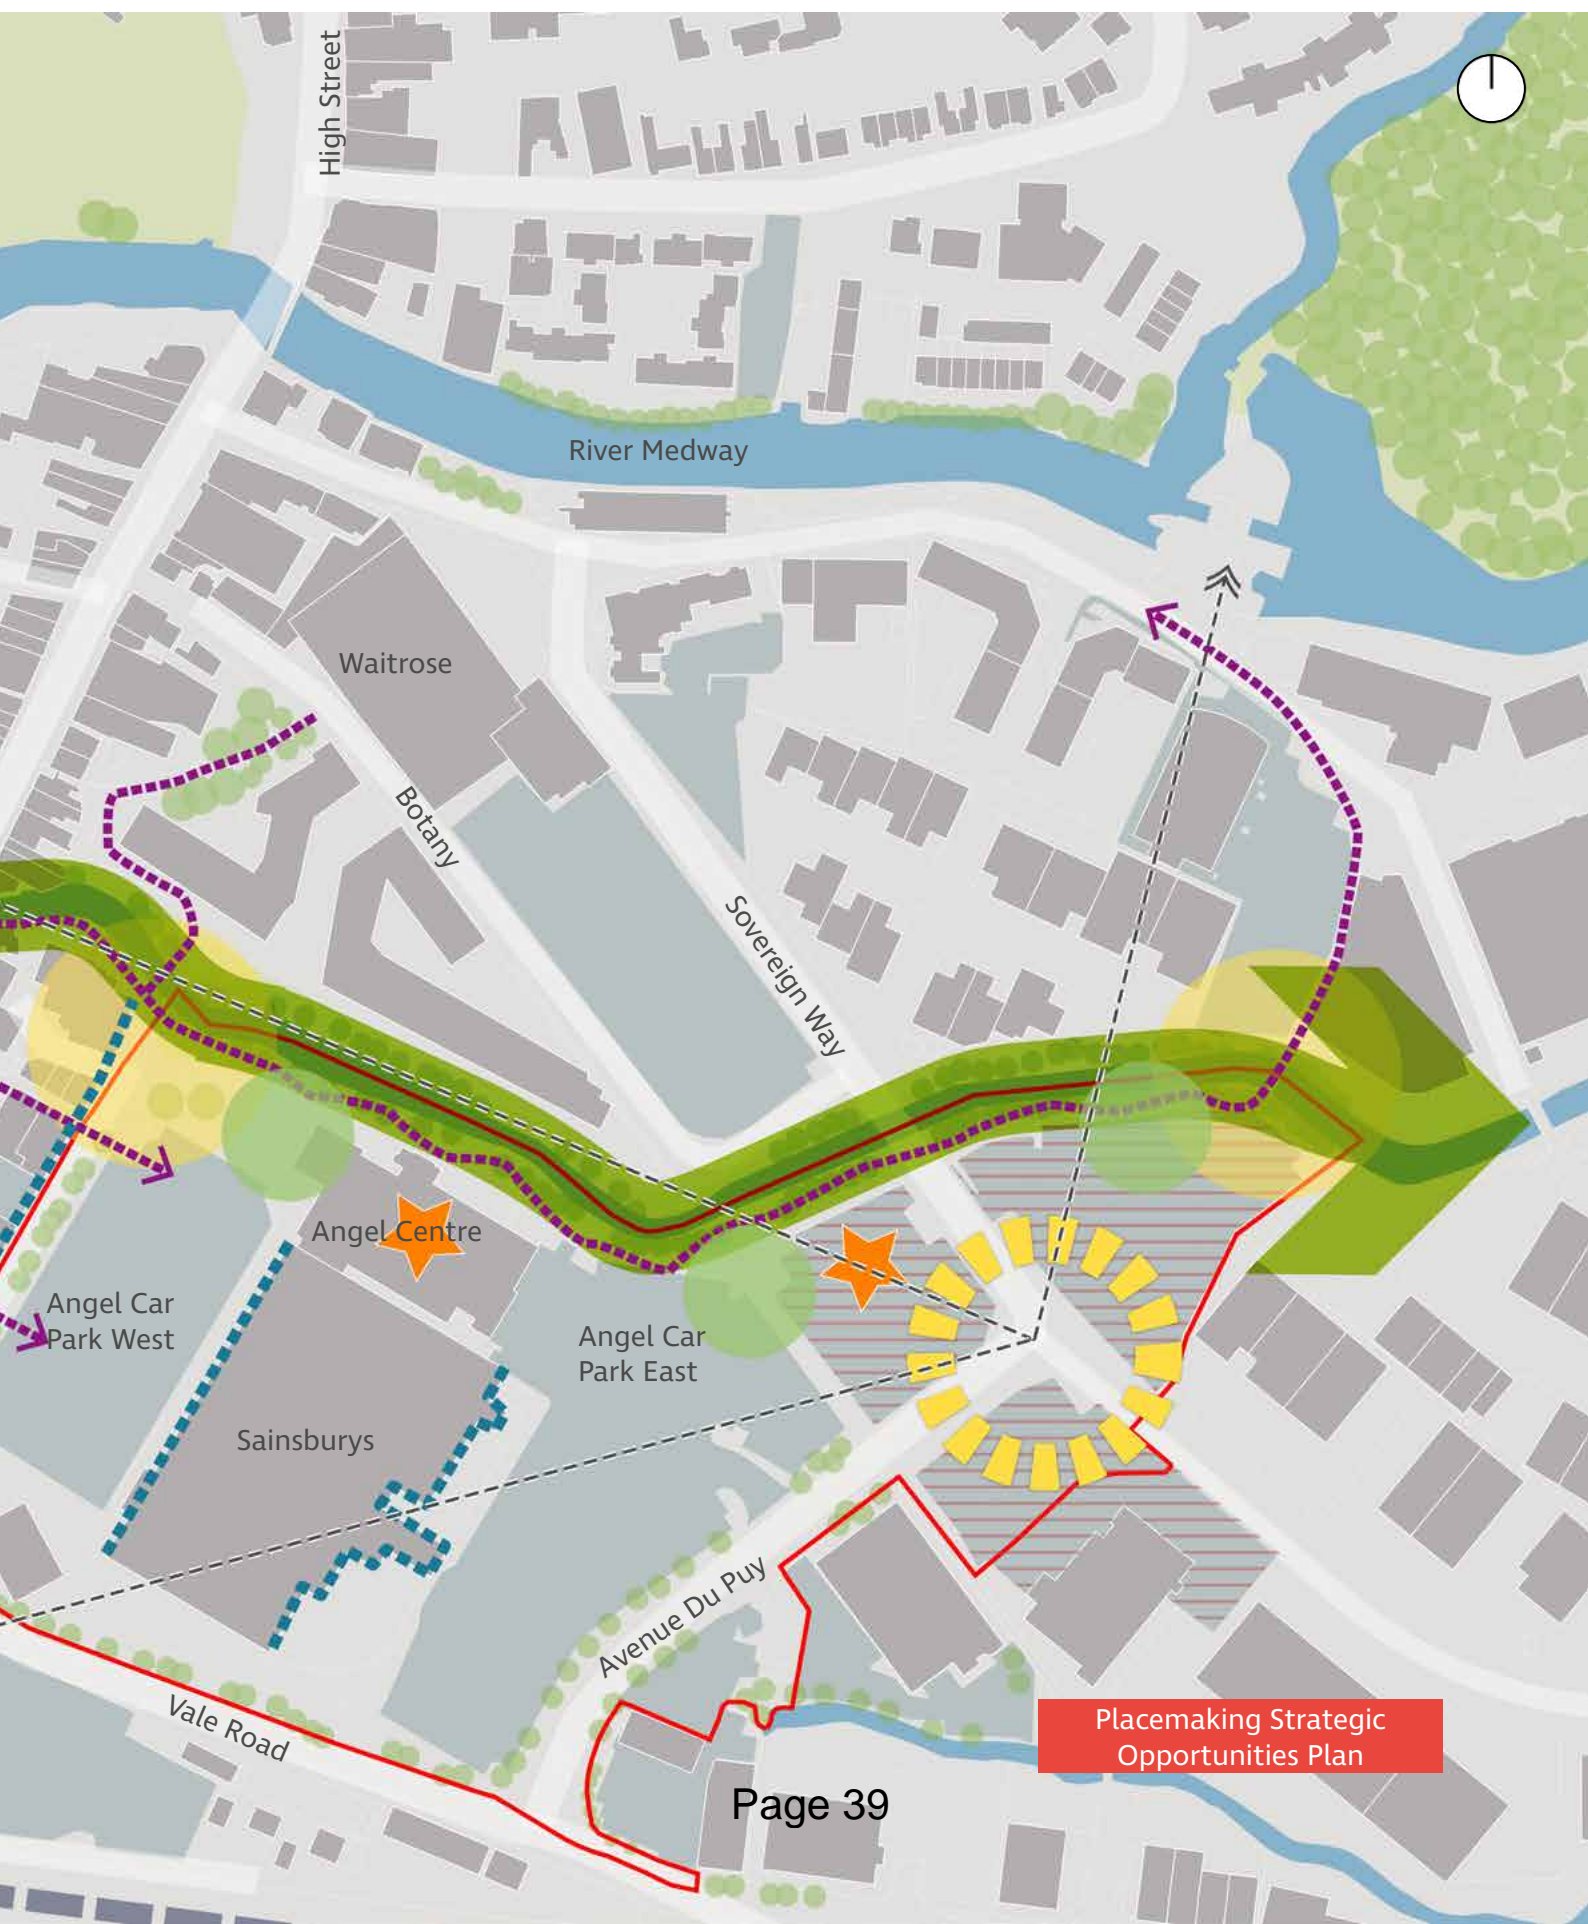 High Street
River Medway
Waitrose
Botany
Sovereign Way
Angel Centre
Angel Car
Park West
Angel Car
Park East
Sainsburys
Avenue Du Puy
Vale Road
Placemaking Strategic
Opportunities Plan
Page 39